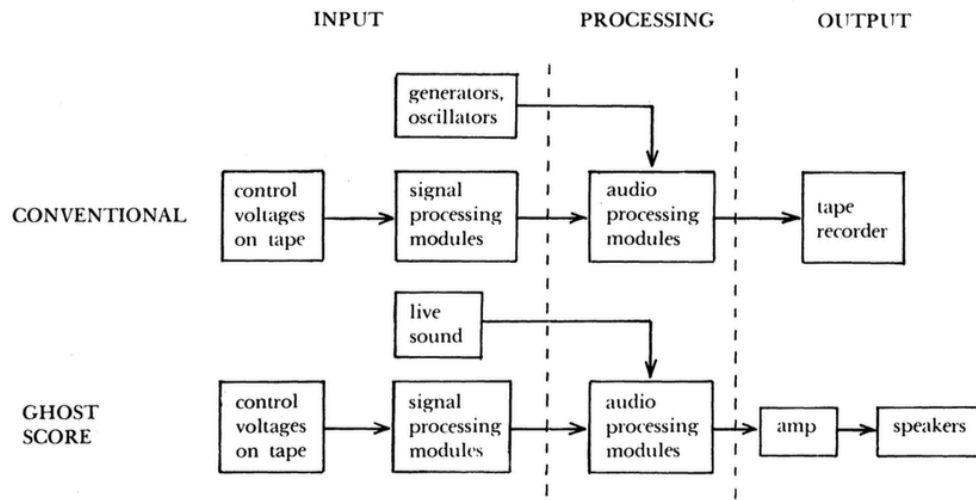 INPUT
PROCESSING
OUTPUT
generators,
oscillators
CONVENTIONAL
control
voltages
on tape
signal
processing
modules
audio
processing
modules
tape
recorder
live
sound
GHOST
SCORE
control
voltages
on tape
signal
processing
modules
audio
processing
modules
amp
speakers